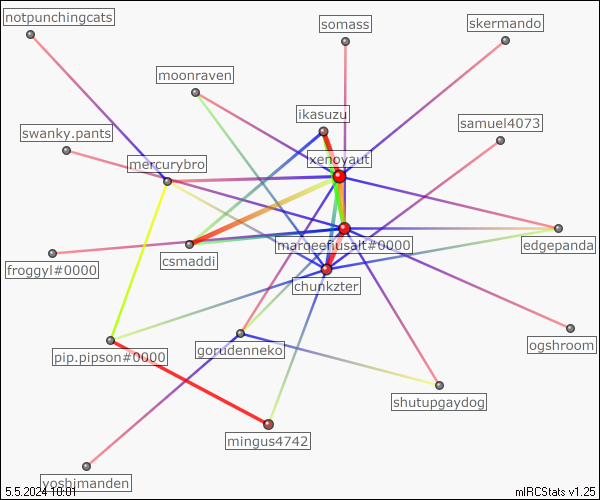 notpunchingcats
somass
skermando
moonraven
ikasuzu
samuel4073
swanky.pants
xenoyaut
mercurybro
marqeefiusalt#0000
edgepanda
csmaddi
froggyl#0000
chunkzter
ogshroom
gorudenneko
pip.pipson#0000
shutupgaydog
mingus4742
yoshimanden
5.5.2024 10:01
mIRCStats v1.25